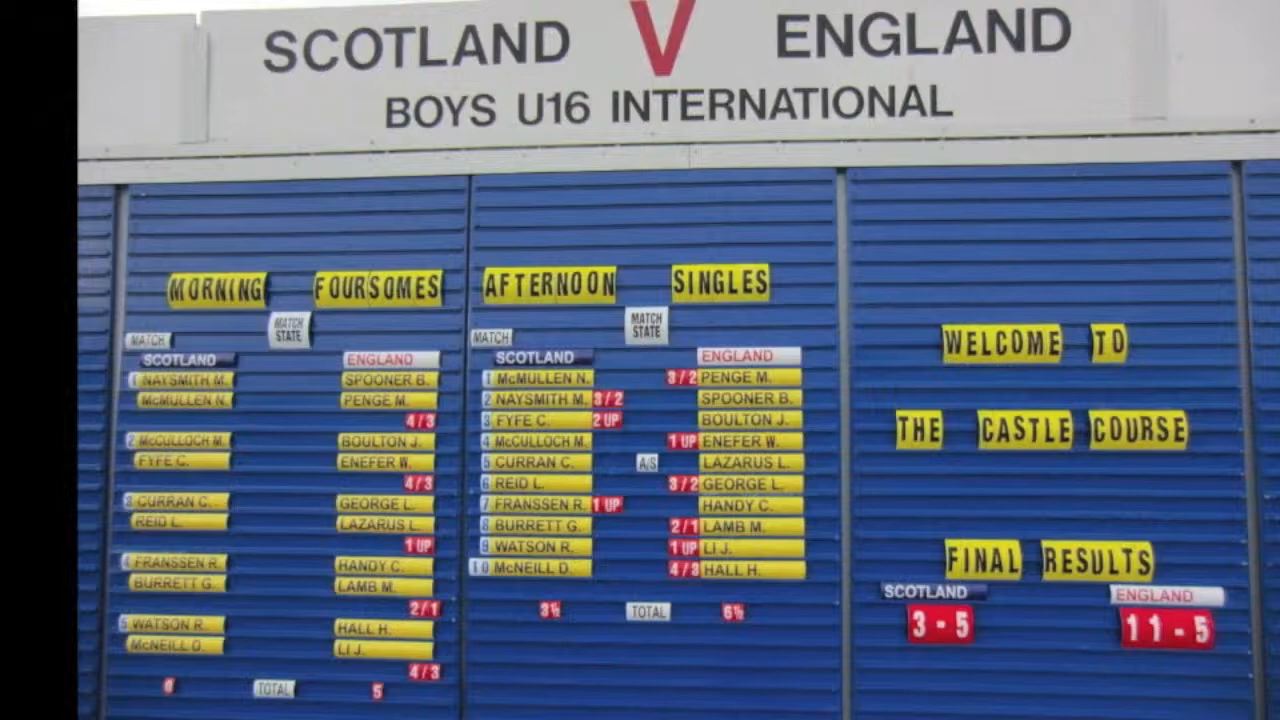 SCOTLAND V ENGLAND
BOYS U16 INTERNATIONAL
MORNING FOURSOMES
MATCH MATCH STATE
SCOTLAND ENGLAND
1 NAYSMITH M. SPOONER B.
McMULLEN N. PENGE M.
4/3
2 McCULLOCH M. BOULTON J.
FYFE C. ENEFER W.
4/3
3 CURRAN C. GEORGE L.
REID L. LAZARUS L.
1 UP
4 FRANSSEN R. HANDY C.
BURRETT G. LAMB M.
2/1
5 WATSON R. HALL H.
McNEILL D. LI J.
4/3
0 TOTAL 5
AFTERNOON SINGLES
MATCH MATCH STATE
SCOTLAND ENGLAND
1 McMULLEN N. 3/2 PENGE M.
2 NAYSMITH M. 3/2 SPOONER B.
3 FYFE C. 2 UP BOULTON J.
4 McCULLOCH M. 1 UP ENEFER W.
5 CURRAN C. A/S LAZARUS L.
6 REID L. 3/2 GEORGE L.
7 FRANSSEN R. 1 UP HANDY C.
8 BURRETT G. 2/1 LAMB M.
9 WATSON R. 1 UP LI J.
10 McNEILL D. 4/3 HALL H.
3½ TOTAL 6½
WELCOME TO
THE CASTLE COURSE
FINAL RESULTS
SCOTLAND ENGLAND
3-5 11-5